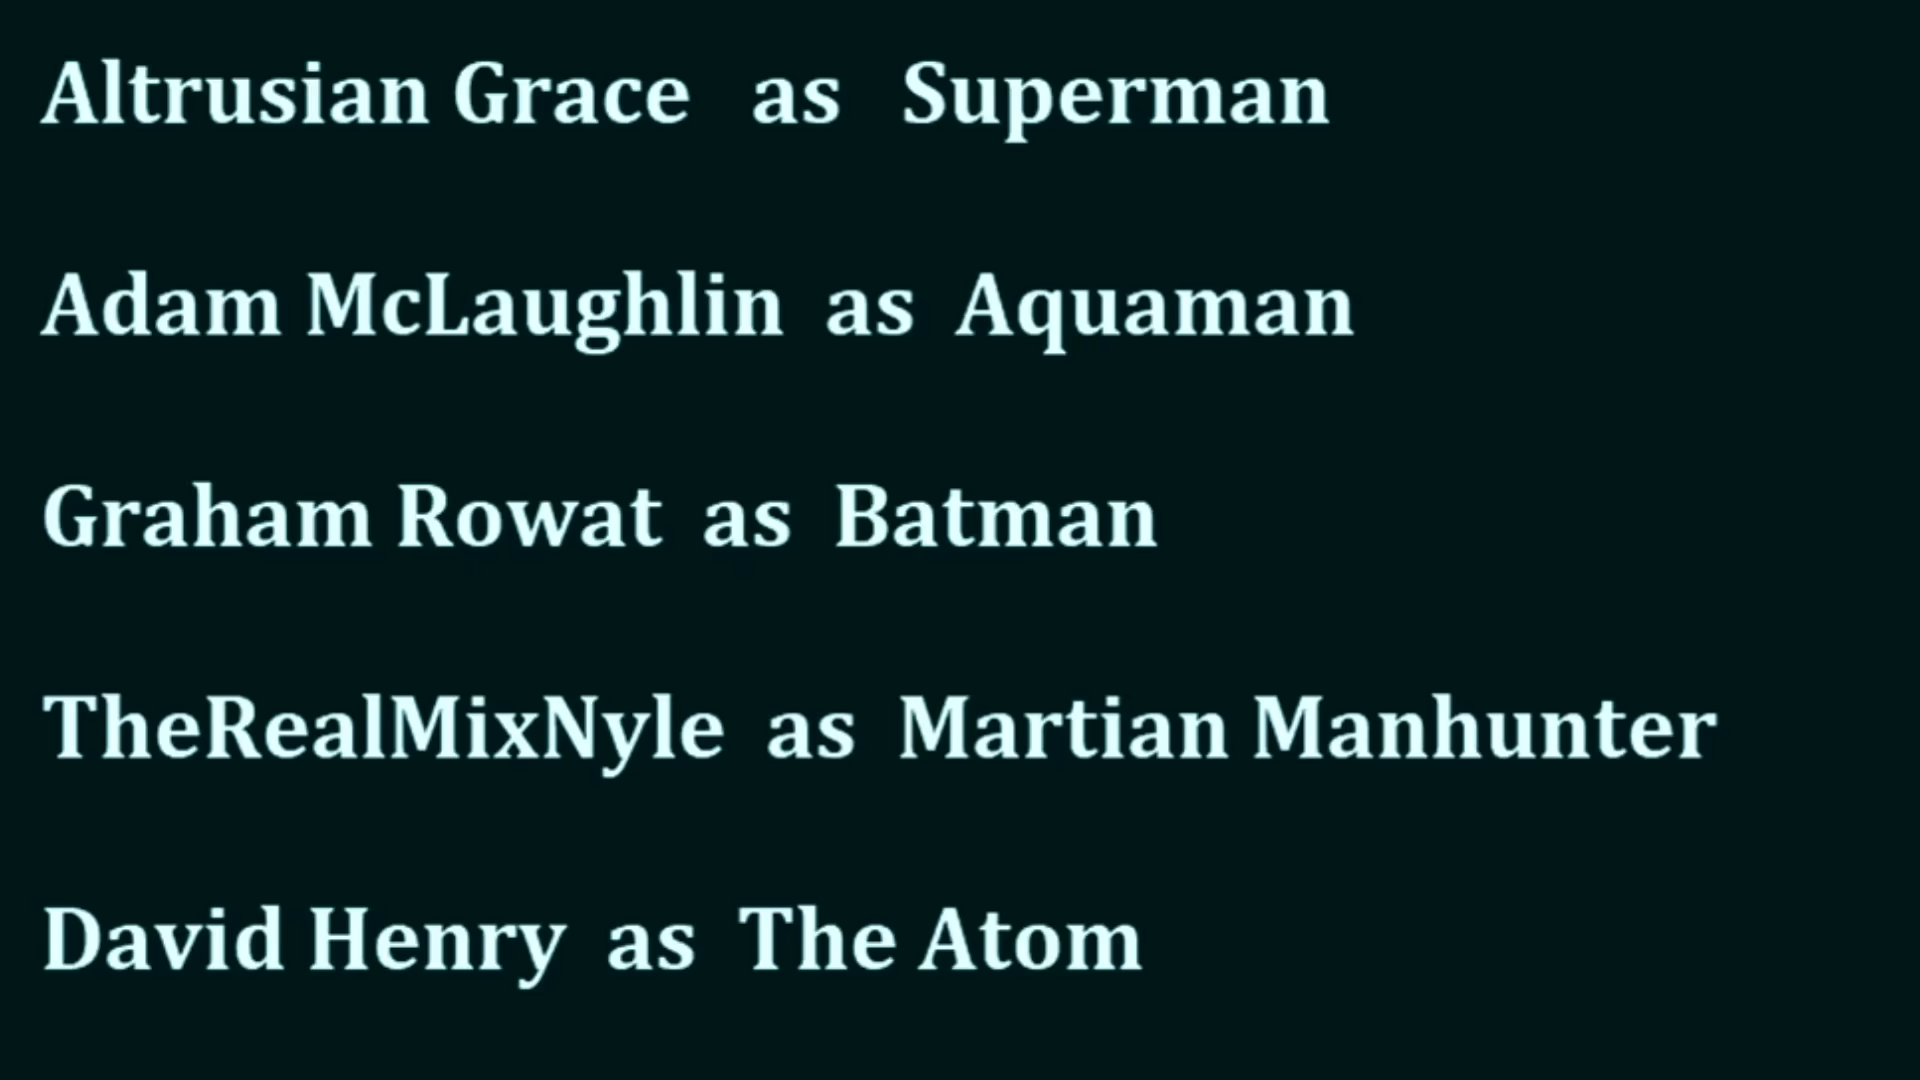 Altrusian Grace as Superman
Adam McLaughlin as Aquaman
Graham Rowat as Batman
TheRealMixNyle as Martian Manhunter
David Henry as The Atom